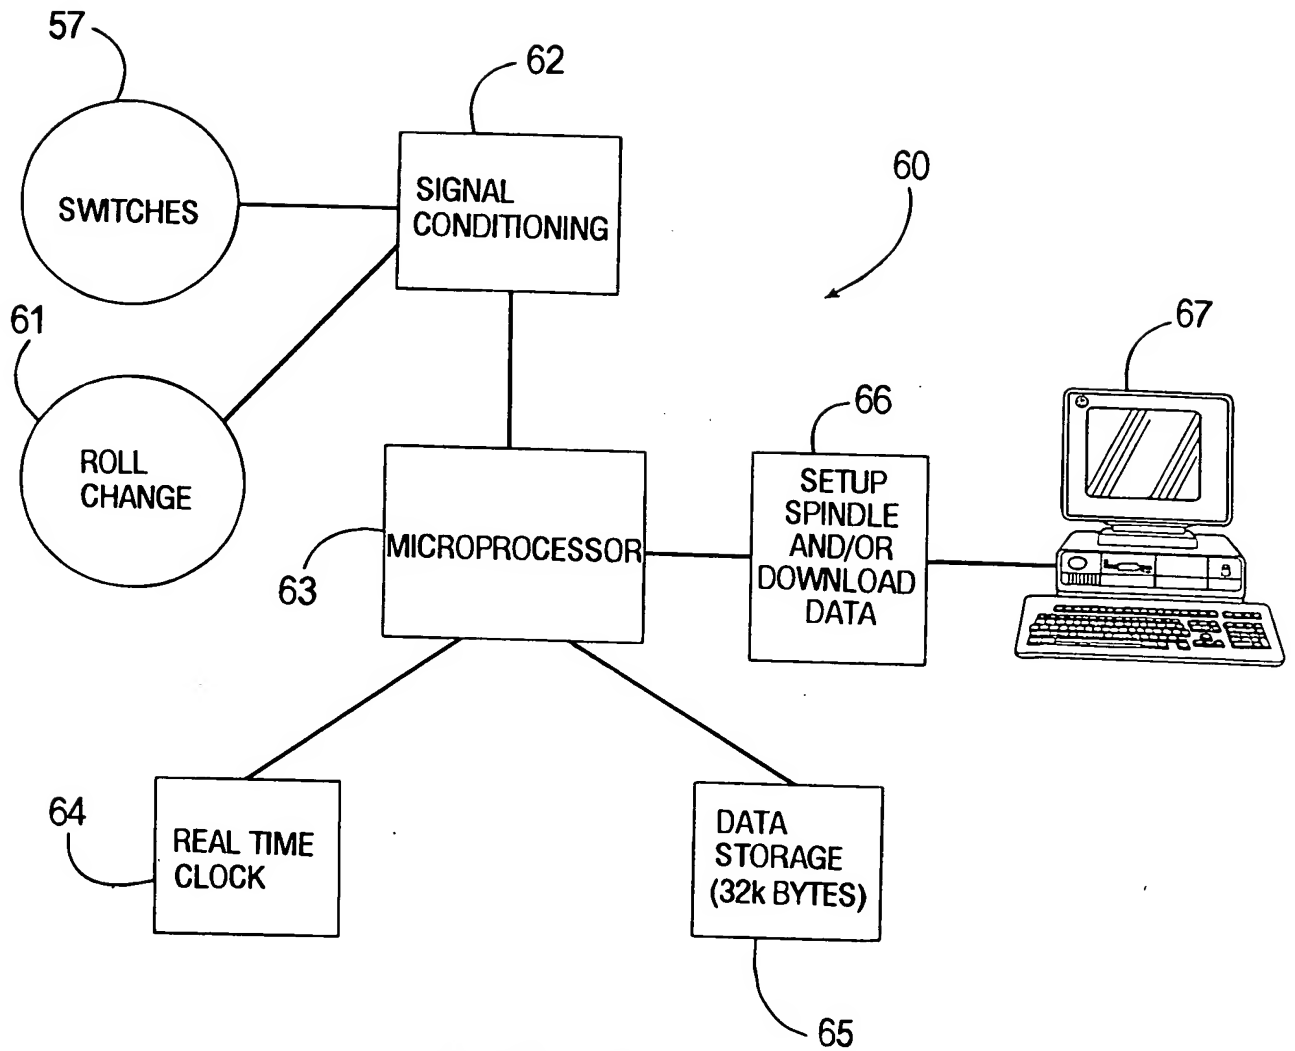 57
62
SWITCHES
SIGNAL
CONDITIONING
60
61
67
ROLL
CHANGE
66
SETUP
SPINDLE
AND/OR
DOWNLOAD
DATA
MICROPROCESSOR
63
64
REAL TIME
CLOCK
DATA
STORAGE
(32k BYTES)
65